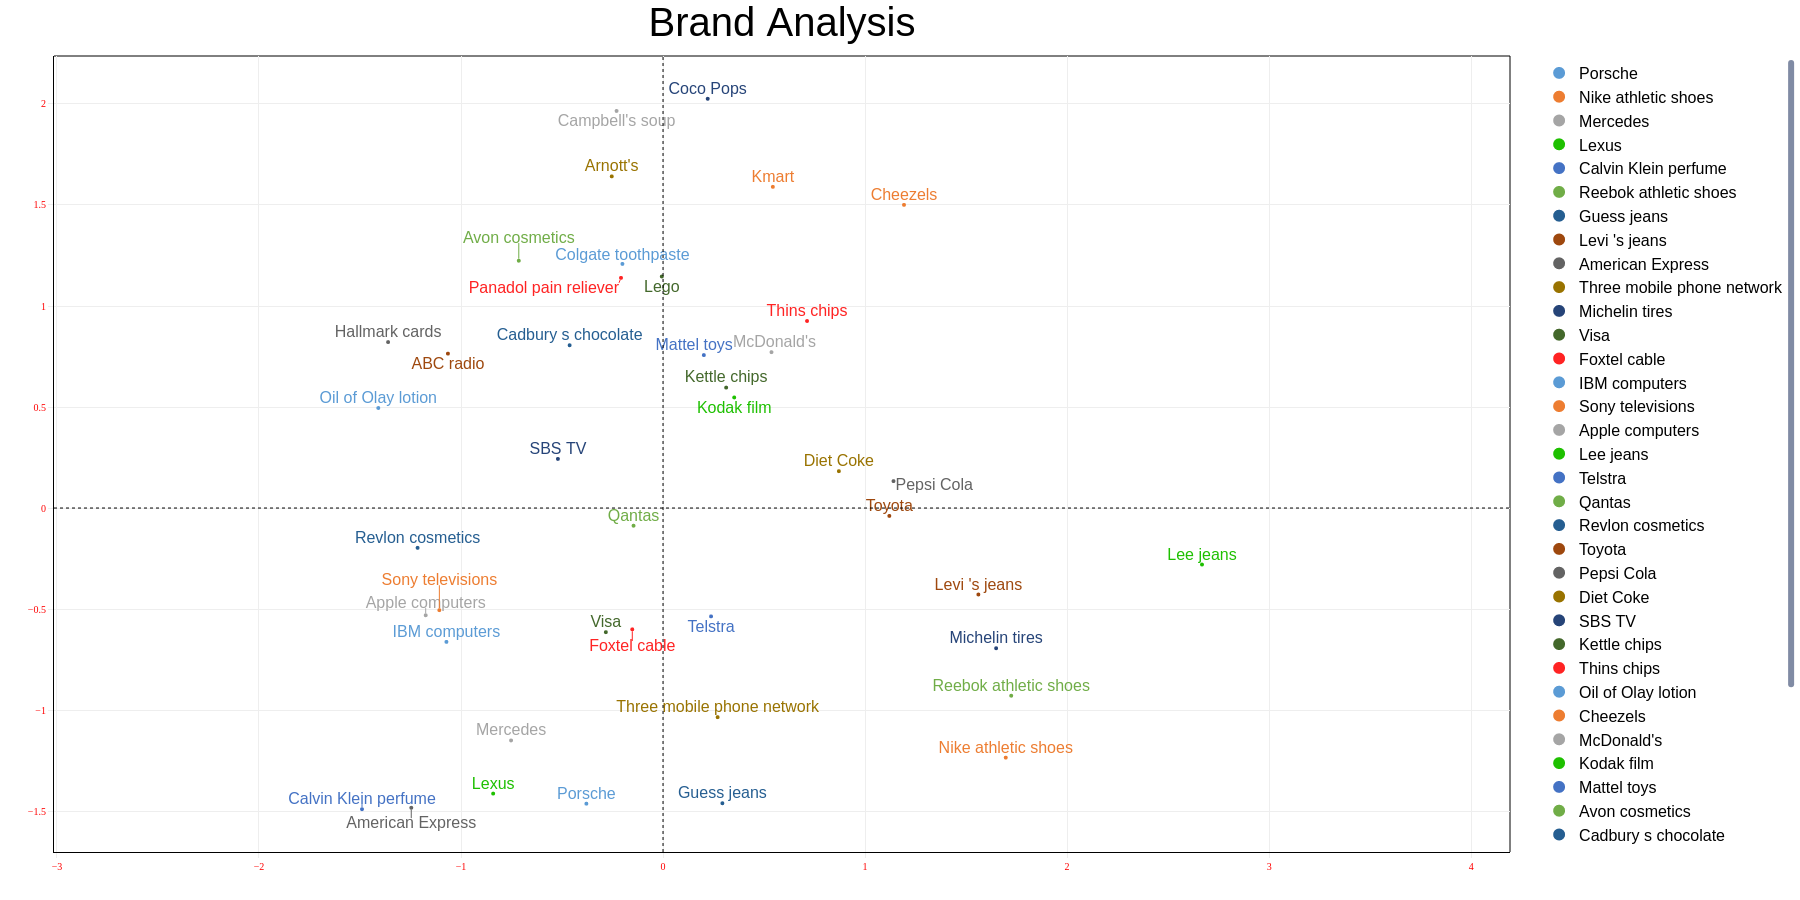 Brand Analysis
Coco Pops
Campbell's soup
Arnott's
Kmart
Cheezels
Avon cosmetics
Colgate toothpaste
Panadol pain reliever
Lego
Thins chips
Hallmark cards
Cadbury s chocolate
Mattel toys
McDonald's
ABC radio
Kettle chips
Oil of Olay lotion
Kodak film
SBS TV
Diet Coke
Pepsi Cola
Toyota
Qantas
Revlon cosmetics
Lee jeans
Sony televisions
Levi 's jeans
Apple computers
Visa
Telstra
IBM computers
Michelin tires
Foxtel cable
Reebok athletic shoes
Three mobile phone network
Mercedes
Nike athletic shoes
Lexus
Calvin Klein perfume
Porsche
Guess jeans
American Express
2
1.5
1
0.5
0
−0.5
−1
−1.5
−3
−2
−1
0
1
2
3
4
Porsche
Nike athletic shoes
Mercedes
Lexus
Calvin Klein perfume
Reebok athletic shoes
Guess jeans
Levi 's jeans
American Express
Three mobile phone network
Michelin tires
Visa
Foxtel cable
IBM computers
Sony televisions
Apple computers
Lee jeans
Telstra
Qantas
Revlon cosmetics
Toyota
Pepsi Cola
Diet Coke
SBS TV
Kettle chips
Thins chips
Oil of Olay lotion
Cheezels
McDonald's
Kodak film
Mattel toys
Avon cosmetics
Cadbury s chocolate